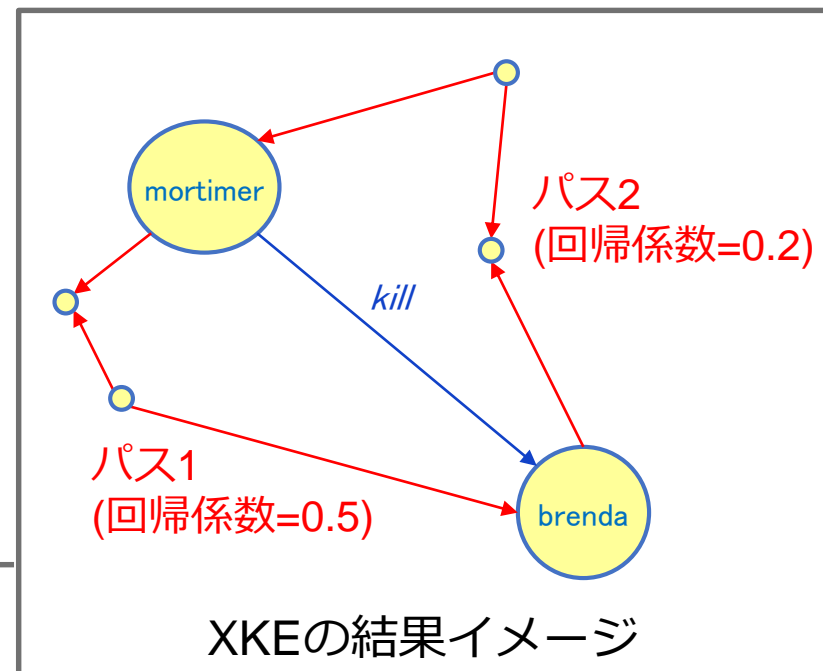 mortimer
パス2
(回帰係数=0.2)
kill
パス1
(回帰係数=0.5)
brenda
XKEの結果イメージ